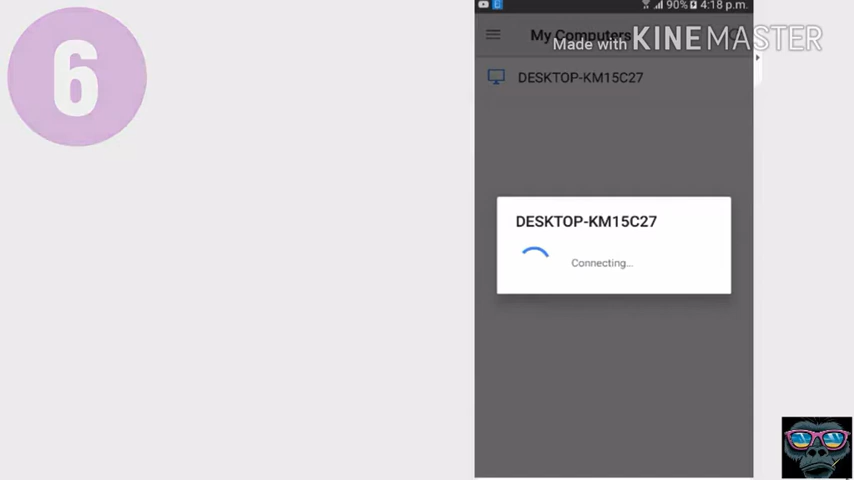 6
90% 4:18 p.m.
My Computers
Made with KINEMASTER
DESKTOP-KM15C27
DESKTOP-KM15C27
Connecting...